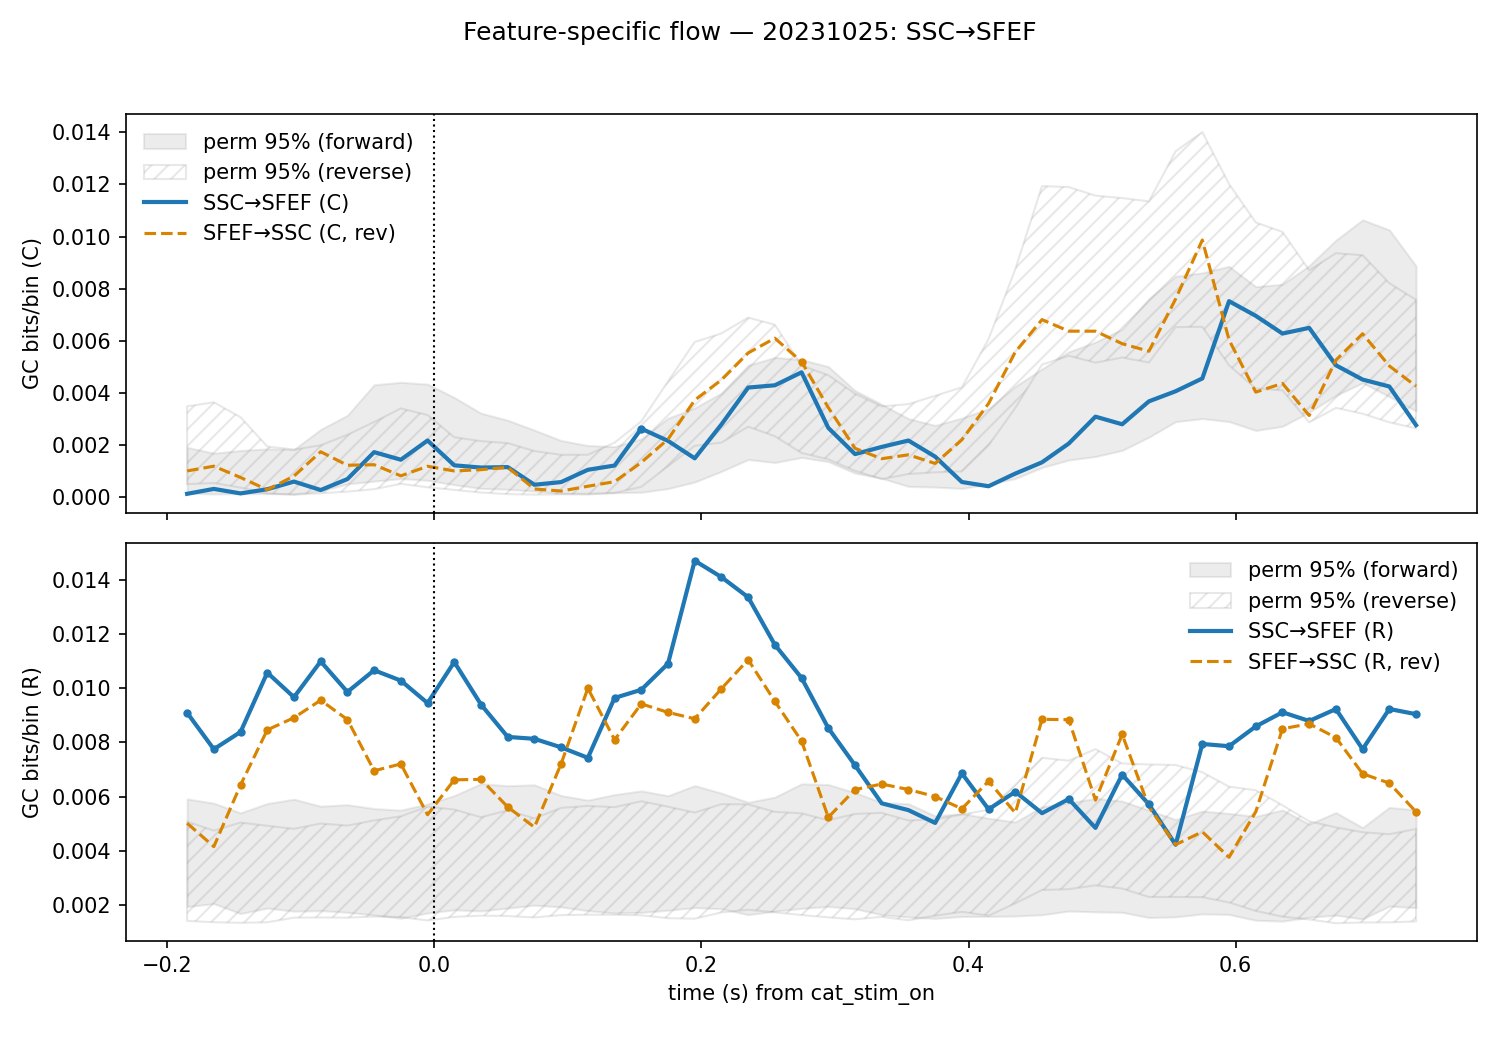 Feature-specific flow — 20231025: SSC→SFEF
GC bits/bin (C)
0.014
0.012
0.010
0.008
0.006
0.004
0.002
0.000
perm 95% (forward)
perm 95% (reverse)
SSC→SFEF (C)
SFEF→SSC (C, rev)
GC bits/bin (R)
0.014
0.012
0.010
0.008
0.006
0.004
0.002
perm 95% (forward)
perm 95% (reverse)
SSC→SFEF (R)
SFEF→SSC (R, rev)
−0.2 0.0 0.2 0.4 0.6
time (s) from cat_stim_on